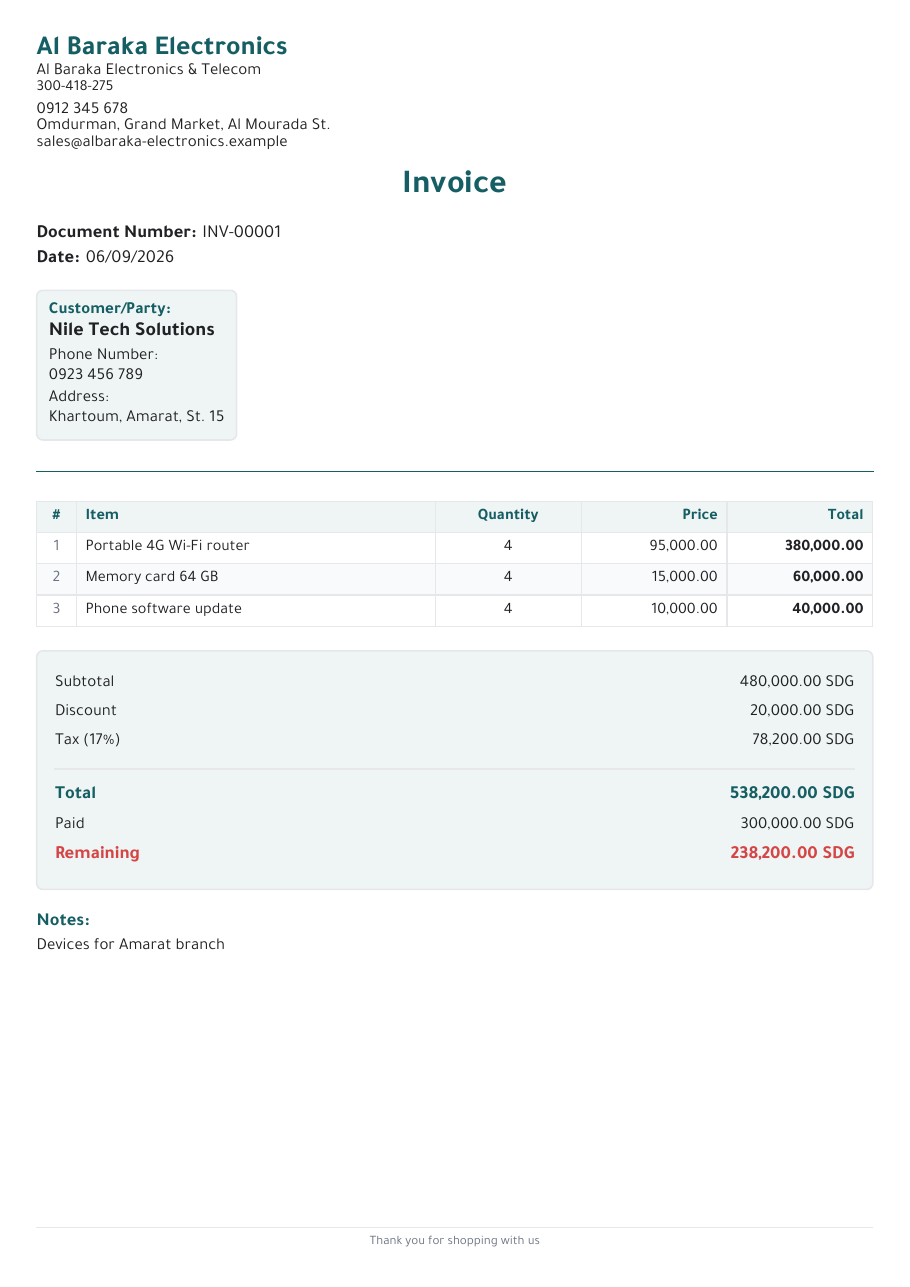 Al Baraka Electronics
Al Baraka Electronics & Telecom
300-418-275
0912 345 678
Omdurman, Grand Market, Al Mourada St.
sales@albaraka-electronics.example
Invoice
Document Number: INV-00001
Date: 06/09/2026
Customer/Party:
Nile Tech Solutions
Phone Number:
0923 456 789
Address:
Khartoum, Amarat, St. 15
# Item Quantity Price Total
1 Portable 4G Wi-Fi router 4 95,000.00 380,000.00
2 Memory card 64 GB 4 15,000.00 60,000.00
3 Phone software update 4 10,000.00 40,000.00
Subtotal 480,000.00 SDG
Discount 20,000.00 SDG
Tax (17%) 78,200.00 SDG
Total 538,200.00 SDG
Paid 300,000.00 SDG
Remaining 238,200.00 SDG
Notes:
Devices for Amarat branch
Thank you for shopping with us